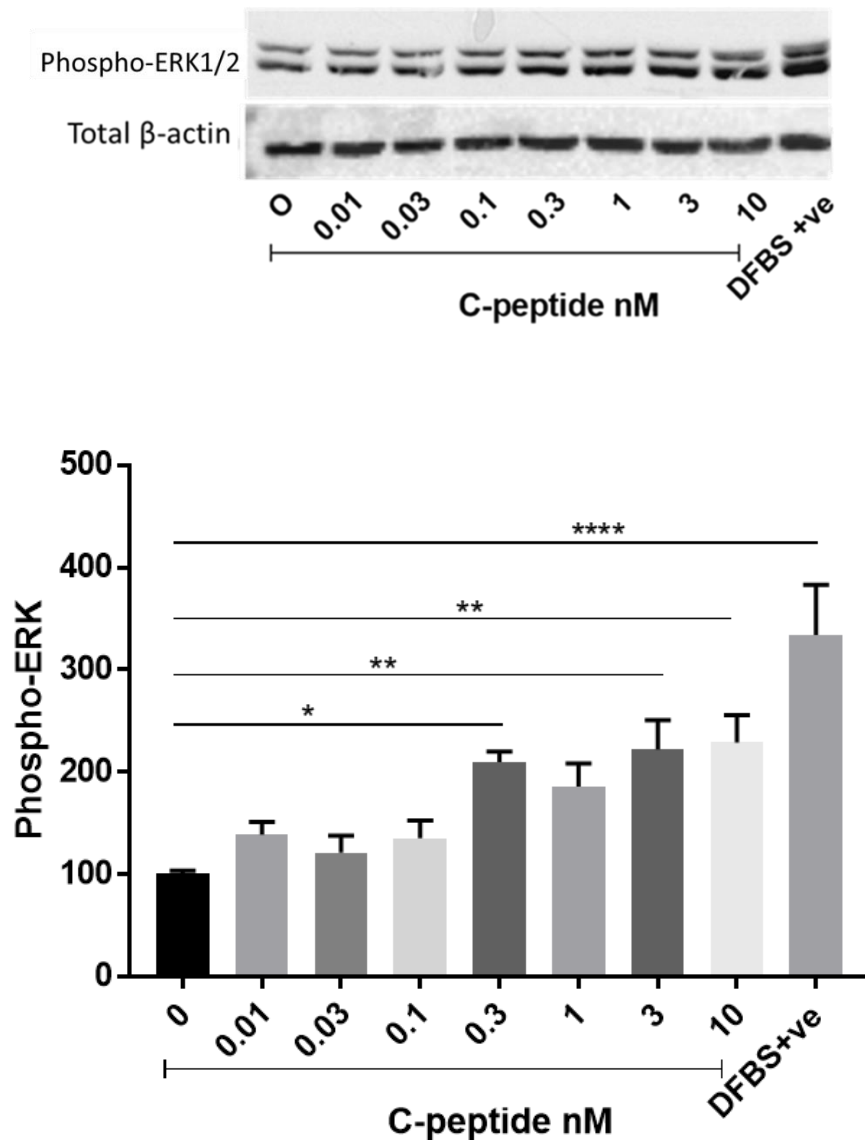 Phospho-ERK1/2
Total β-actin
O 0.01 0.03 0.1 0.3 1 3 10 DFBS +ve
C-peptide nM
500
****
400
**
300
**
*
200
100
0
Phospho-ERK
0 0.01 0.03 0.1 0.3 1 3 10 DFBS+ve
C-peptide nM